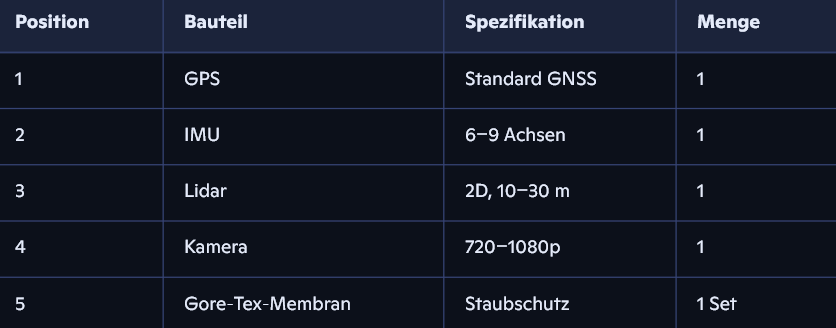 Position Bauteil Spezifikation Menge
1 GPS Standard GNSS 1
2 IMU 6–9 Achsen 1
3 Lidar 2D, 10–30 m 1
4 Kamera 720–1080p 1
5 Gore-Tex-Membran Staubschutz 1 Set